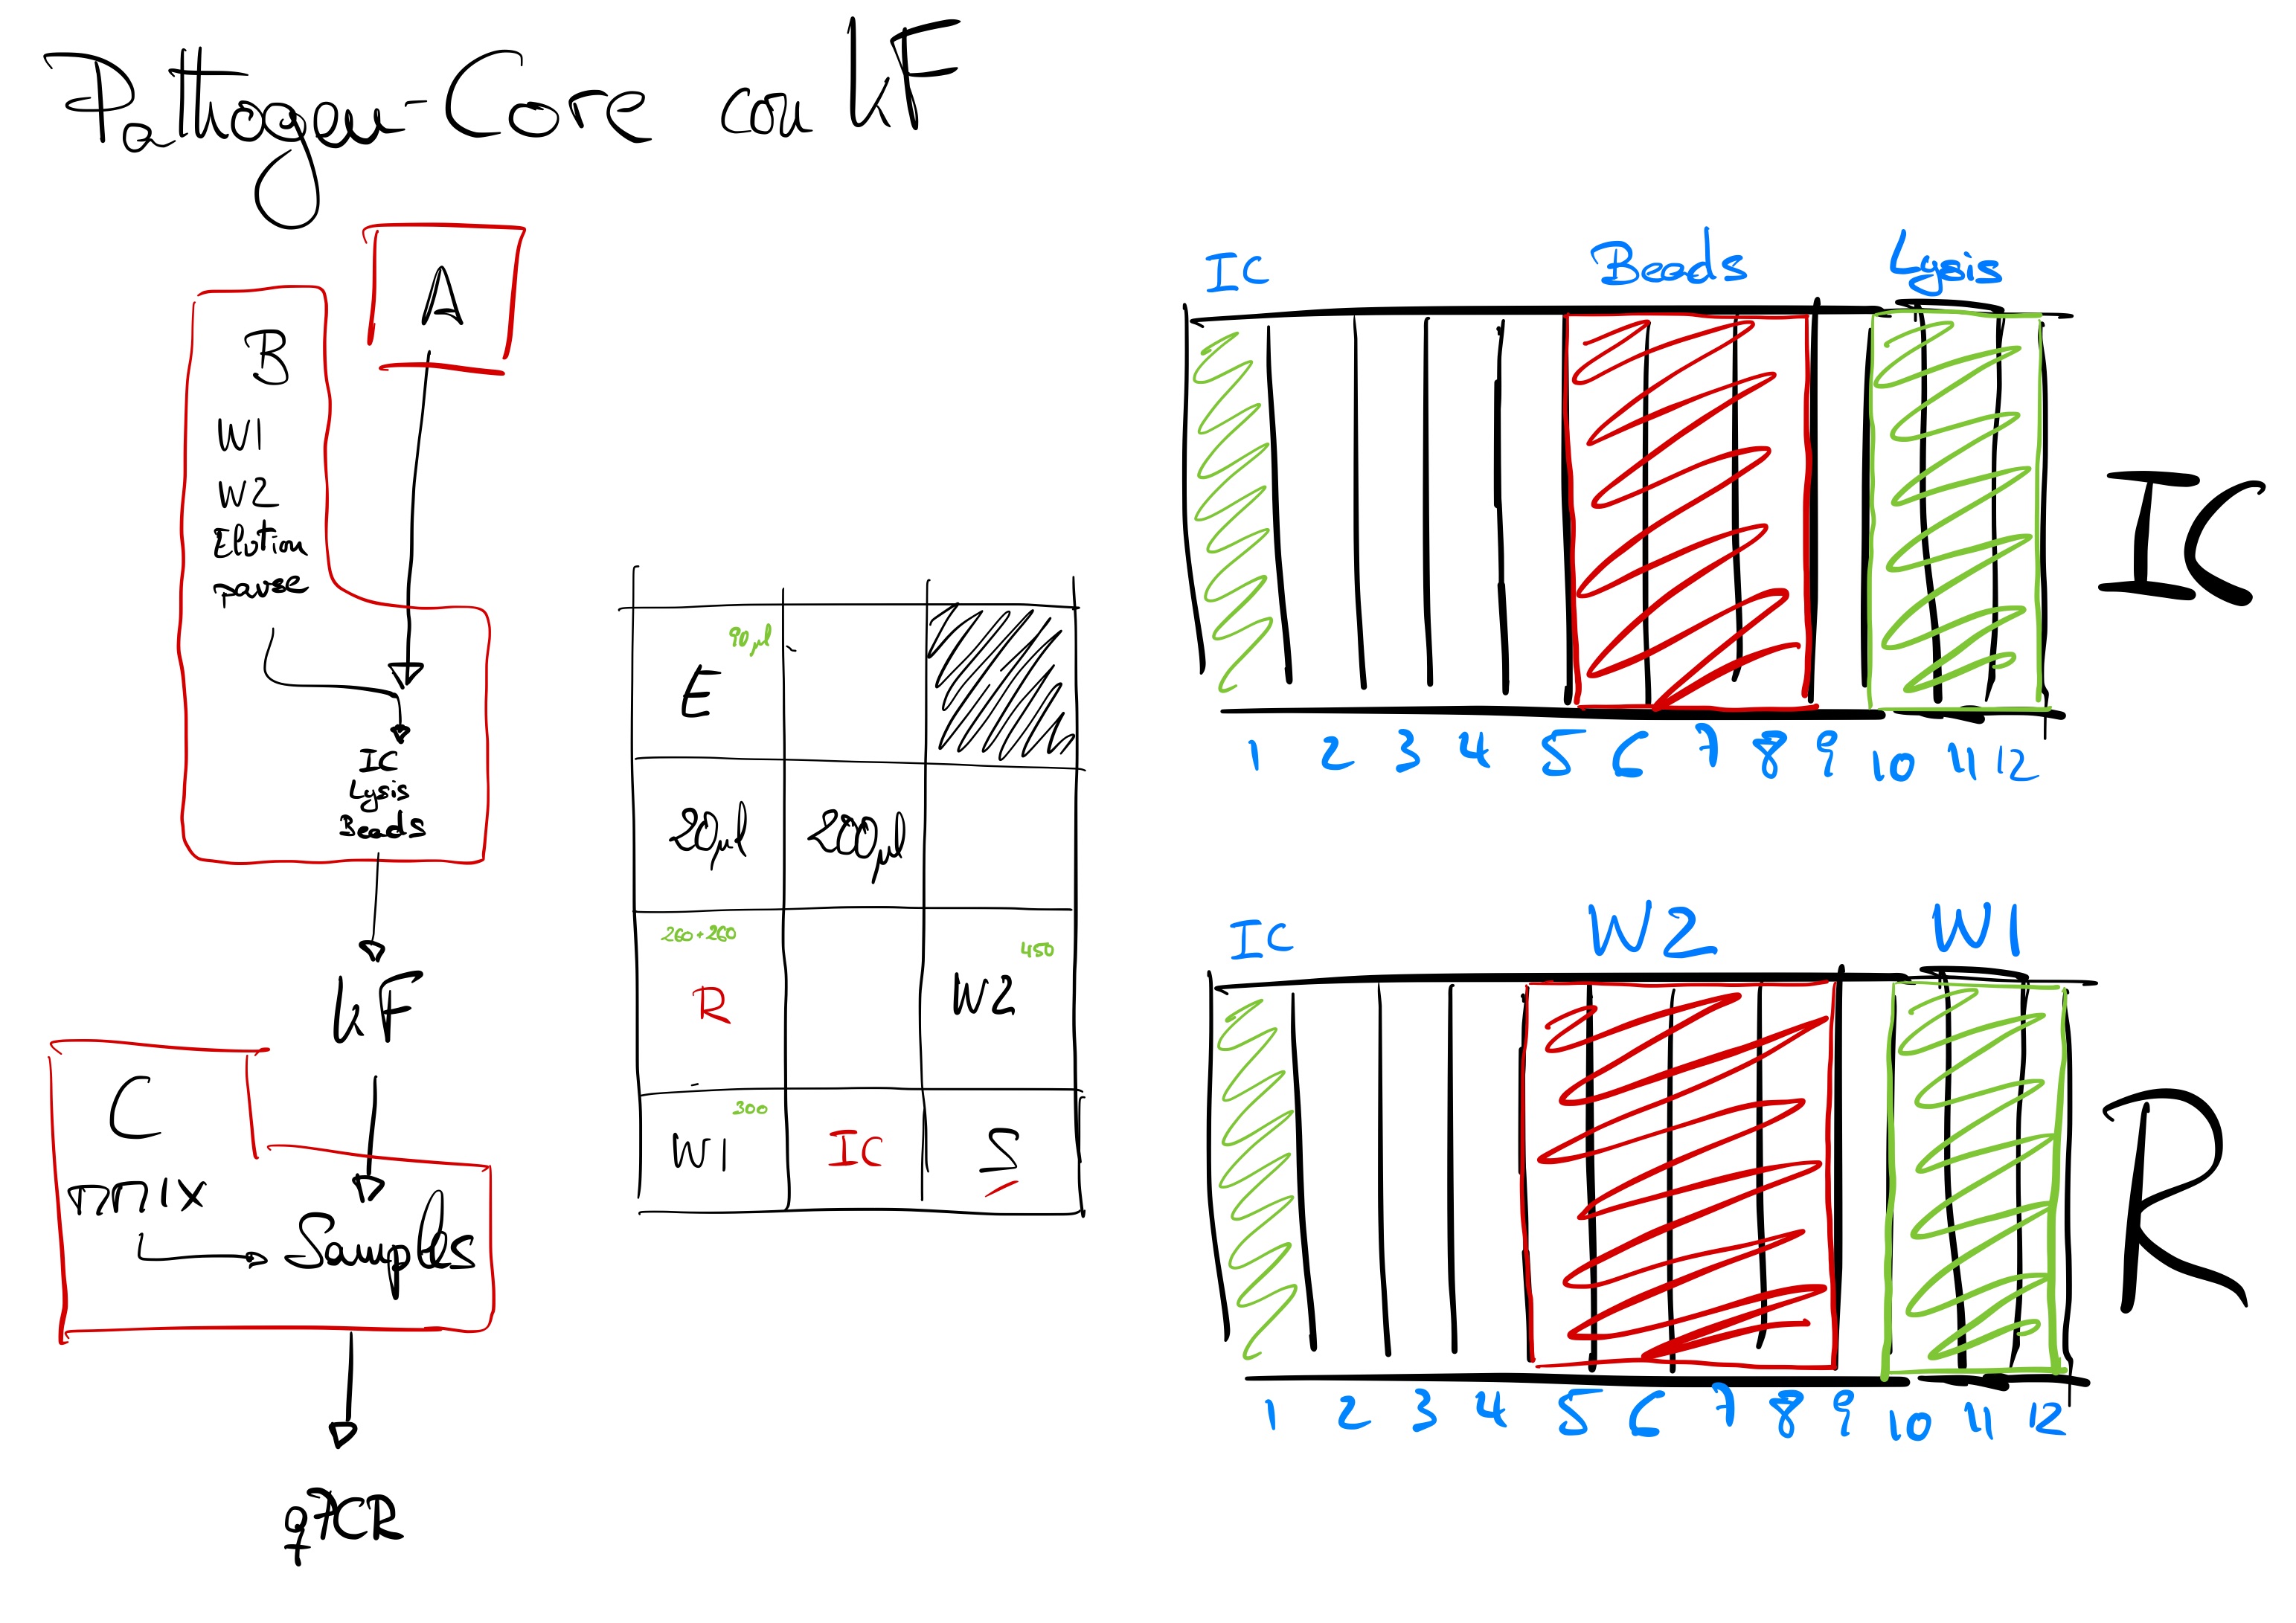 Pathogen-Core con KF
A
B
W1
W2
Elution
pause
IC
Lysis
Beads
KF
C
mmix
Samples
qPCR
E 90µl
20µl 200µl
260+260 450
R W2
300
W1 IC S
IC Beads Lysis
IC
1 2 3 4 5 6 7 8 9 10 11 12
IC W2 W1
R
1 2 3 4 5 6 7 8 9 10 11 12